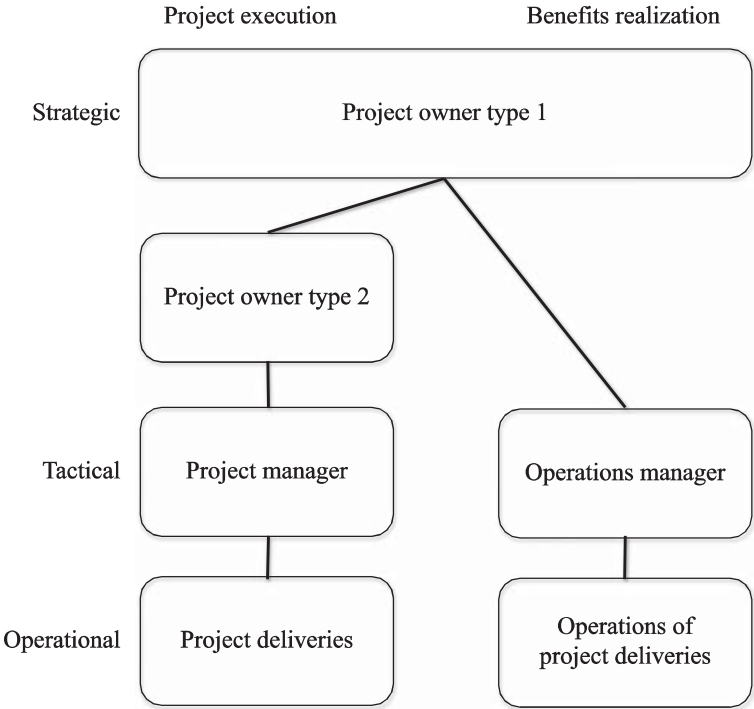 Project execution
Benefits realization
Strategic
Project owner type 1
Project owner type 2
Tactical
Project manager
Operations manager
Operational
Project deliveries
Operations of
project deliveries